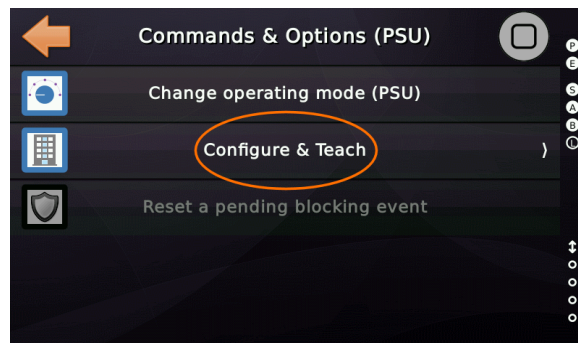 Commands & Options (PSU)
Change operating mode (PSU)
Configure & Teach
Reset a pending blocking event
P
E
S
A
B
L